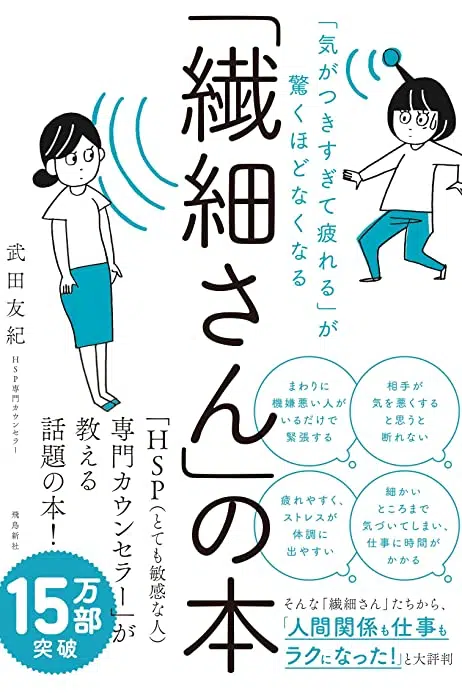 「気がつきすぎて疲れる」が
驚くほどなくなる
「繊細さん」の本
武田友紀
HSP専門カウンセラー
飛鳥新社
まわりに
機嫌悪い人が
いるだけで
緊張する
相手が
気を悪くする
と思うと
断れない
疲れやすく、
ストレスが
体調に
出やすい
細かい
ところまで
気づいてしまい、
仕事に時間が
かかる
「HSP(とても敏感な人)
専門カウンセラー」が
教える
話題の本!
15万部
突破
そんな「繊細さん」たちから、
「人間関係も仕事も
ラクになった!」と大評判